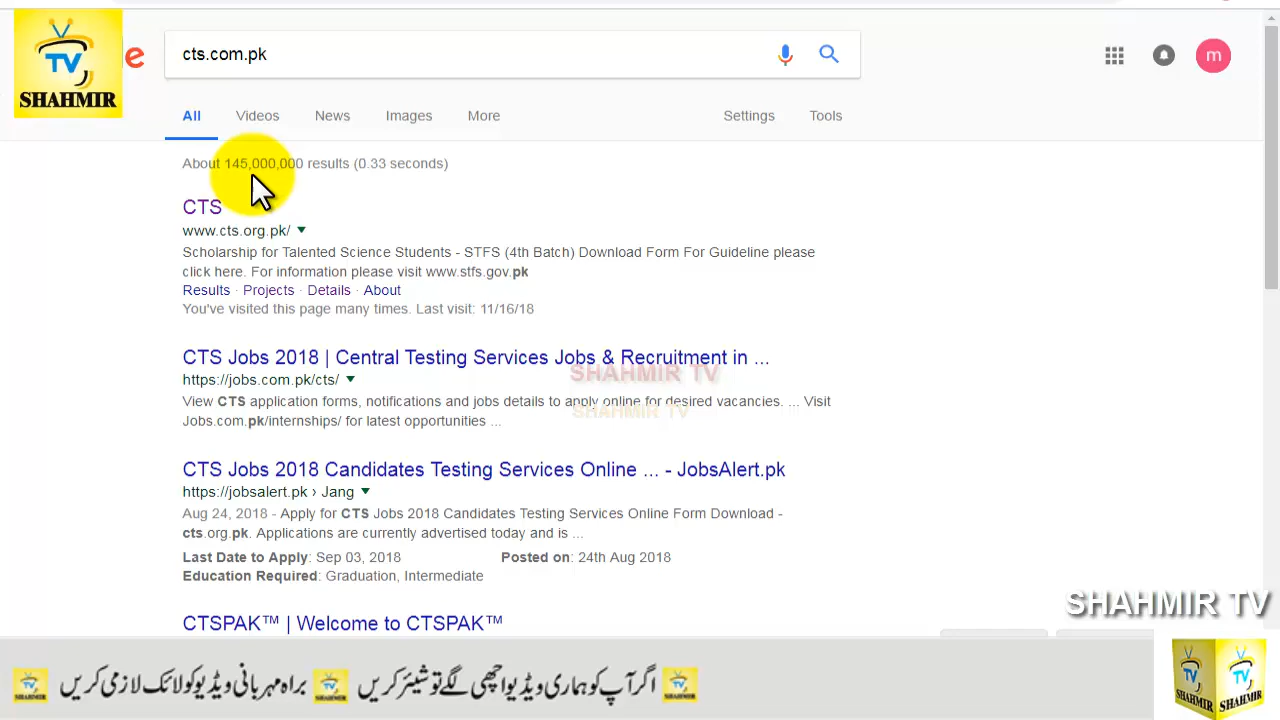 TV
SHAHMIR
e
cts.com.pk
m
All
Videos
News
Images
More
Settings
Tools
About 145,000,000 results (0.33 seconds)
CTS
www.cts.org.pk/
Scholarship for Talented Science Students - STFS (4th Batch) Download Form For Guideline please
click here. For information please visit www.stfs.gov.pk
Results · Projects · Details · About
You've visited this page many times. Last visit: 11/16/18
CTS Jobs 2018 | Central Testing Services Jobs & Recruitment in ...
https://jobs.com.pk/cts/
SHAHMIR TV
View CTS application forms, notifications and jobs details to apply online for desired vacancies. ... Visit
SHAHMIR TV
Jobs.com.pk/internships/ for latest opportunities ...
CTS Jobs 2018 Candidates Testing Services Online ... - JobsAlert.pk
https://jobsalert.pk › Jang
Aug 24, 2018 - Apply for CTS Jobs 2018 Candidates Testing Services Online Form Download -
cts.org.pk. Applications are currently advertised today and is ...
Last Date to Apply: Sep 03, 2018 Posted on: 24th Aug 2018
Education Required: Graduation, Intermediate
SHAHMIR TV
CTSPAK™ | Welcome to CTSPAK™
اگر آپ کو ہماری ویڈیو اچھی لگے تو شیئر کریں براہ مہربانی ویڈیو کو لائک لازمی کریں
TV TV
SHAHMIR SHAHMIR